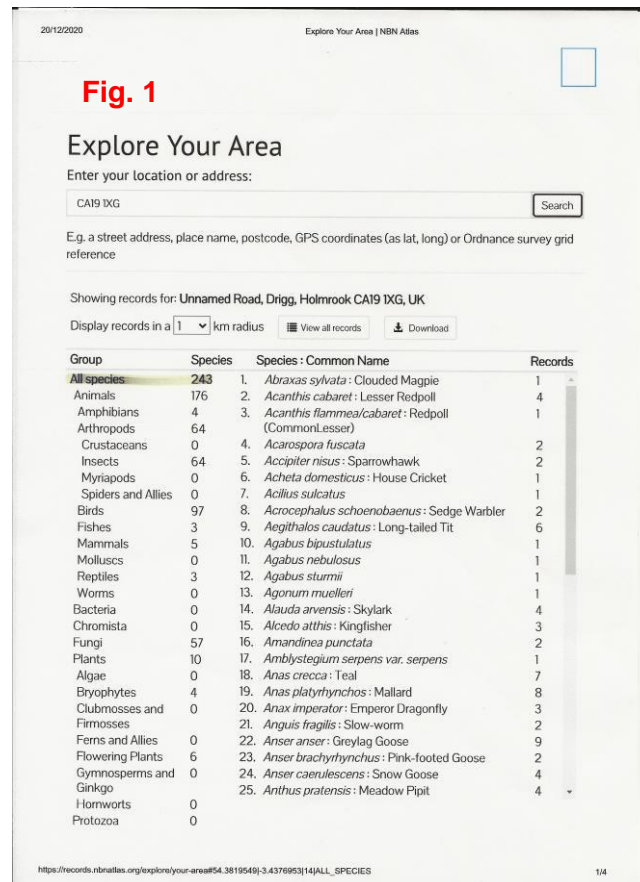 20/12/2020 Explore Your Area | NBN Atlas
Fig. 1
Explore Your Area
Enter your location or address:
CA19 1XG Search
E.g. a street address, place name, postcode, GPS coordinates (as lat, long) or Ordnance survey grid
reference
Showing records for: Unnamed Road, Drigg, Holmrook CA19 1XG, UK
Display records in a 1 km radius View all records Download
Group Species Species : Common Name Records
All species 243 1. Abraxas sylvata : Clouded Magpie 1
Animals 176 2. Acanthis cabaret : Lesser Redpoll 4
Amphibians 4 3. Acanthis flammea/cabaret : Redpoll 1
Arthropods 64 (CommonLesser)
Crustaceans 0 4. Acarospora fuscata 2
Insects 64 5. Accipiter nisus : Sparrowhawk 2
Myriapods 0 6. Acheta domesticus : House Cricket 1
Spiders and Allies 0 7. Acilius sulcatus 1
Birds 97 8. Acrocephalus schoenobaenus : Sedge Warbler 2
Fishes 3 9. Aegithalos caudatus : Long-tailed Tit 6
Mammals 5 10. Agabus bipustulatus 1
Molluscs 0 11. Agabus nebulosus 1
Reptiles 3 12. Agabus sturmii 1
Worms 0 13. Agonum muelleri 1
Bacteria 0 14. Alauda arvensis : Skylark 4
Chromista 0 15. Alcedo atthis : Kingfisher 3
Fungi 57 16. Amandinea punctata 2
Plants 10 17. Amblystegium serpens var. serpens 1
Algae 0 18. Anas crecca : Teal 7
Bryophytes 4 19. Anas platyrhynchos : Mallard 8
Clubmosses and 0 20. Anax imperator : Emperor Dragonfly 3
Firmosses 21. Anguis fragilis : Slow-worm 2
Ferns and Allies 0 22. Anser anser : Greylag Goose 9
Flowering Plants 6 23. Anser brachyrhynchus : Pink-footed Goose 2
Gymnosperms and 0 24. Anser caerulescens : Snow Goose 4
Ginkgo 25. Anthus pratensis : Meadow Pipit 4
Hornworts 0
Protozoa 0
https://records.nbnatlas.org/explore/your-area#54.3819549|-3.4376953|14|ALL_SPECIES 1/4